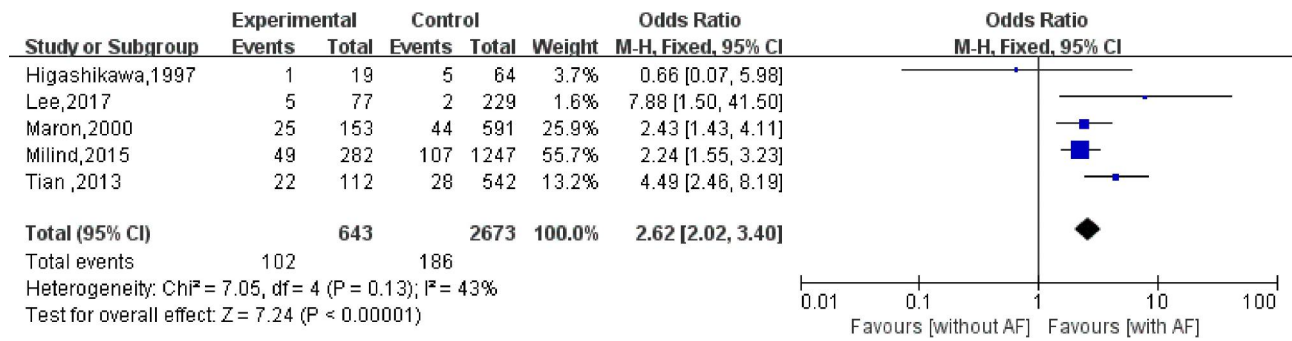 Experimental Control Odds Ratio Odds Ratio
Study or Subgroup Events Total Events Total Weight M-H, Fixed, 95% CI M-H, Fixed, 95% CI
Higashikawa,1997 1 19 5 64 3.7% 0.66 [0.07, 5.98]
Lee,2017 5 77 2 229 1.6% 7.88 [1.50, 41.50]
Maron,2000 25 153 44 591 25.9% 2.43 [1.43, 4.11]
Milind,2015 49 282 107 1247 55.7% 2.24 [1.55, 3.23]
Tian ,2013 22 112 28 542 13.2% 4.49 [2.46, 8.19]
Total (95% CI) 643 2673 100.0% 2.62 [2.02, 3.40]
Total events 102 186
Heterogeneity: Chi² = 7.05, df = 4 (P = 0.13); I² = 43%
Test for overall effect: Z = 7.24 (P < 0.00001)
0.01 0.1 1 10 100
Favours [without AF] Favours [with AF]